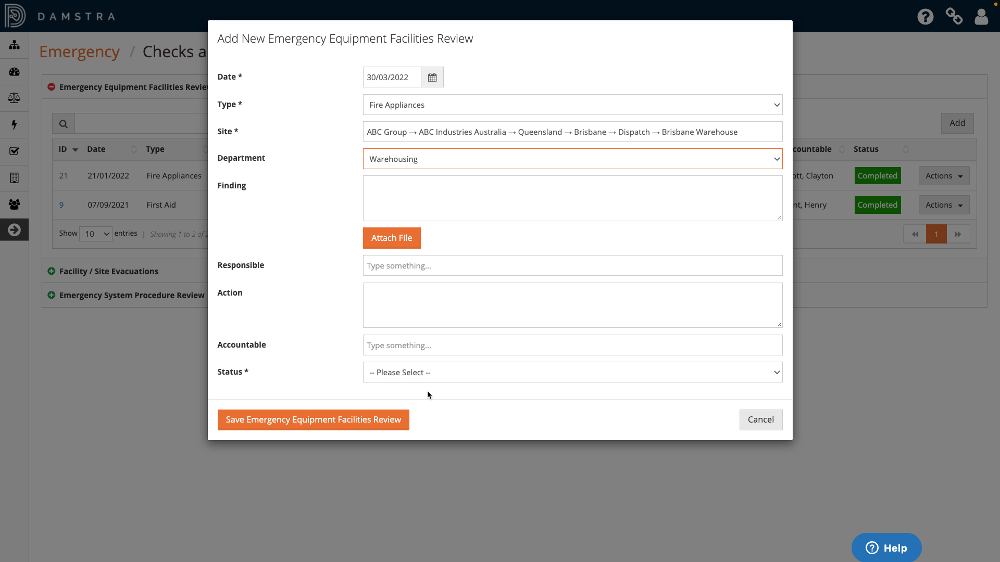 DAMSTRA
Emergency / Checks a
Add New Emergency Equipment Facilities Review
Date * 30/03/2022
Type * Fire Appliances
Site * ABC Group → ABC Industries Australia → Queensland → Brisbane → Dispatch → Brisbane Warehouse
Department Warehousing
Finding
Attach File
Responsible Type something...
Action
Accountable Type something...
Status * -- Please Select --
Save Emergency Equipment Facilities Review Cancel
Emergency Equipment Facilities Revie
Add
ID Date Type countable Status
21 21/01/2022 Fire Appliances ott, Clayton Completed Actions
9 07/09/2021 First Aid nt, Henry Completed Actions
Show 10 entries | Showing 1 to 2 of 2 1
Facility / Site Evacuations
Emergency System Procedure Review
Help